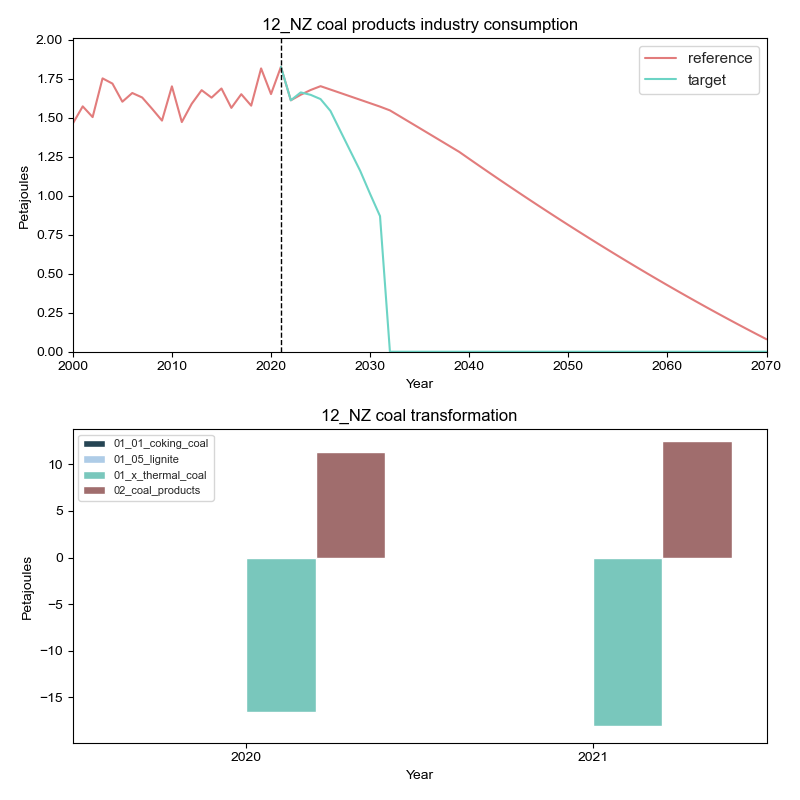 12_NZ coal products industry consumption
2.00
1.75
1.50
1.25
1.00
0.75
0.50
0.25
0.00
Petajoules
reference
target
2000 2010 2020 2030 2040 2050 2060 2070
Year
12_NZ coal transformation
01_01_coking_coal
01_05_lignite
01_x_thermal_coal
02_coal_products
10
5
0
−5
−10
−15
Petajoules
2020 2021
Year